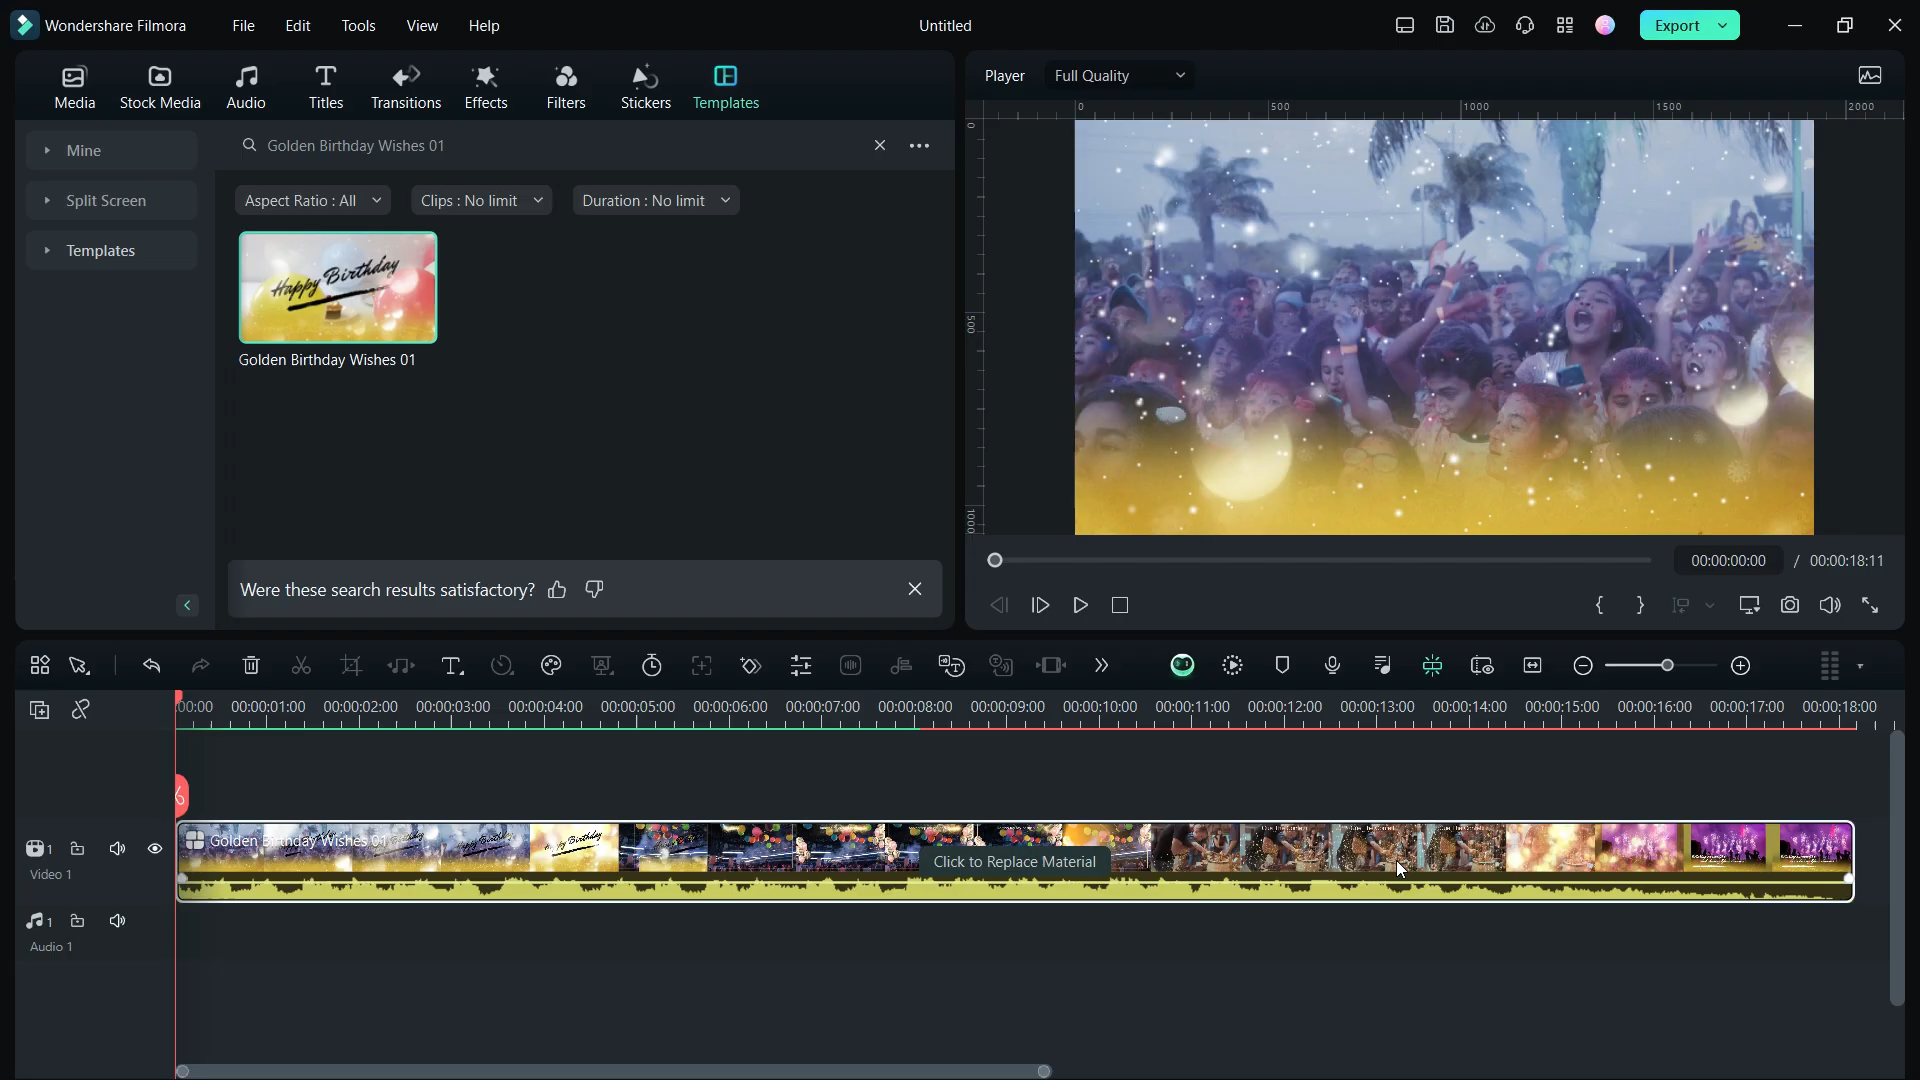 Wondershare Filmora
File
Edit
Tools
View
Help
Untitled
Export
Media
Stock Media
Audio
Titles
Transitions
Effects
Filters
Stickers
Templates
Player
Full Quality
0
500
1000
1500
2000
0
500
1000
Mine
Split Screen
Templates
Golden Birthday Wishes 01
Aspect Ratio : All
Clips : No limit
Duration : No limit
Happy Birthday
Golden Birthday Wishes 01
Were these search results satisfactory?
00:00:00:00 / 00:00:18:11
:00:00 00:00:01:00 00:00:02:00 00:00:03:00 00:00:04:00 00:00:05:00 00:00:06:00 00:00:07:00 00:00:08:00 00:00:09:00 00:00:10:00 00:00:11:00 00:00:12:00 00:00:13:00 00:00:14:00 00:00:15:00 00:00:16:00 00:00:17:00 00:00:18:00
1
Video 1
Golden Birthday Wishes 01
Click to Replace Material
1
Audio 1